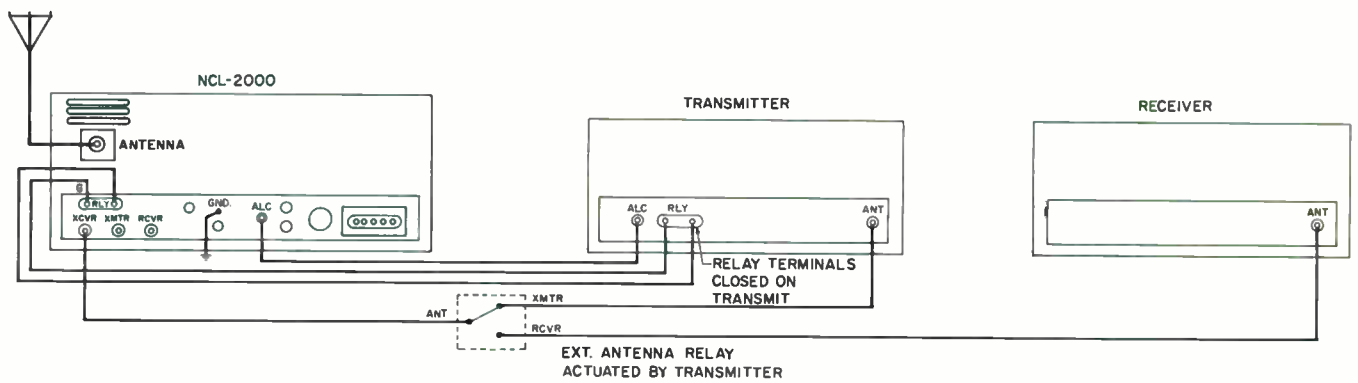 NCL-2000
TRANSMITTER
RECEIVER
ANTENNA
G
RLY
XCVR XMTR RCVR
GND.
ALC
ALC
RLY
ANT
ANT
RELAY TERMINALS
CLOSED ON
TRANSMIT
ANT
XMTR
RCVR
EXT. ANTENNA RELAY
ACTUATED BY TRANSMITTER